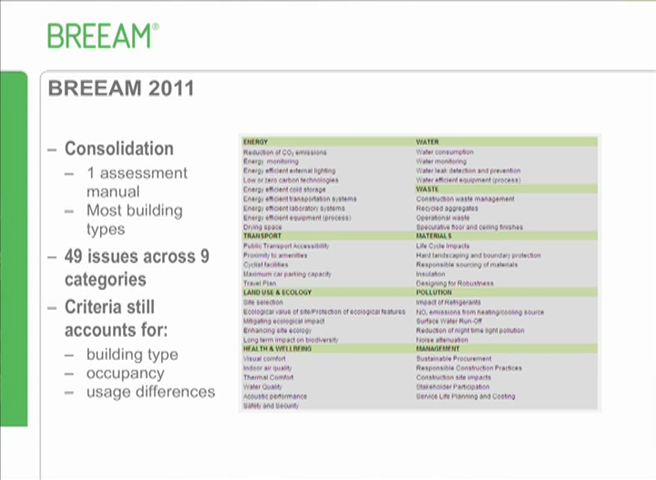 BREEAM®
BREEAM 2011
– Consolidation
– 1 assessment
manual
– Most building
types
– 49 issues across 9
categories
– Criteria still
accounts for:
– building type
– occupancy
– usage differences
ENERGY
Reduction of CO₂ emissions
Energy monitoring
Energy efficient external lighting
Low or zero carbon technologies
Energy efficient cold storage
Energy efficient transportation systems
Energy efficient laboratory systems
Energy efficient equipment (process)
Drying space
TRANSPORT
Public Transport Accessibility
Proximity to amenities
Cyclist facilities
Maximum car parking capacity
Travel Plan
LAND USE & ECOLOGY
Site selection
Ecological value of site/Protection of ecological features
Mitigating ecological impact
Enhancing site ecology
Long term impact on biodiversity
HEALTH & WELLBEING
Visual comfort
Indoor air quality
Thermal Comfort
Water Quality
Acoustic performance
Safety and Security
WATER
Water consumption
Water monitoring
Water leak detection and prevention
Water efficient equipment (process)
WASTE
Construction waste management
Recycled aggregates
Operational waste
Speculative floor and ceiling finishes
MATERIALS
Life Cycle Impacts
Hard landscaping and boundary protection
Responsible sourcing of materials
Insulation
Designing for Robustness
POLLUTION
Impact of Refrigerants
NOₓ emissions from heating/cooling source
Surface Water Run-Off
Reduction of night time light pollution
Noise attenuation
MANAGEMENT
Sustainable Procurement
Responsible Construction Practices
Construction site impacts
Stakeholder Participation
Service Life Planning and Costing